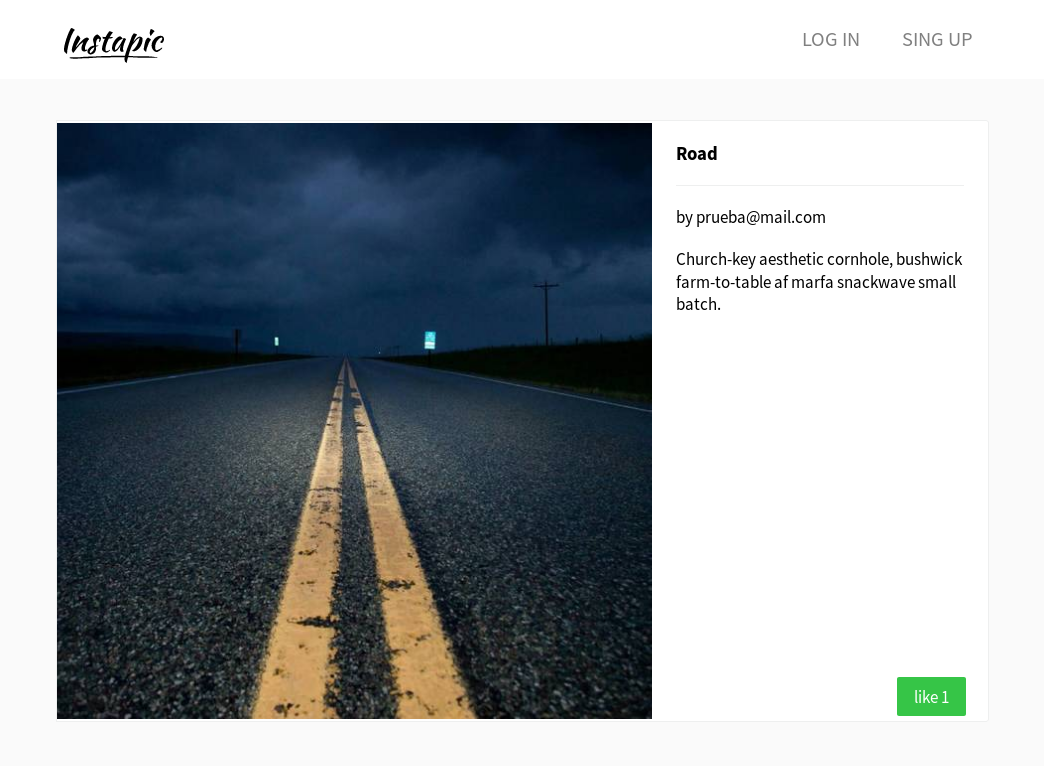 Instapic
LOG IN
SING UP
Road
by prueba@mail.com
Church-key aesthetic cornhole, bushwick
farm-to-table af marfa snackwave small
batch.
like 1